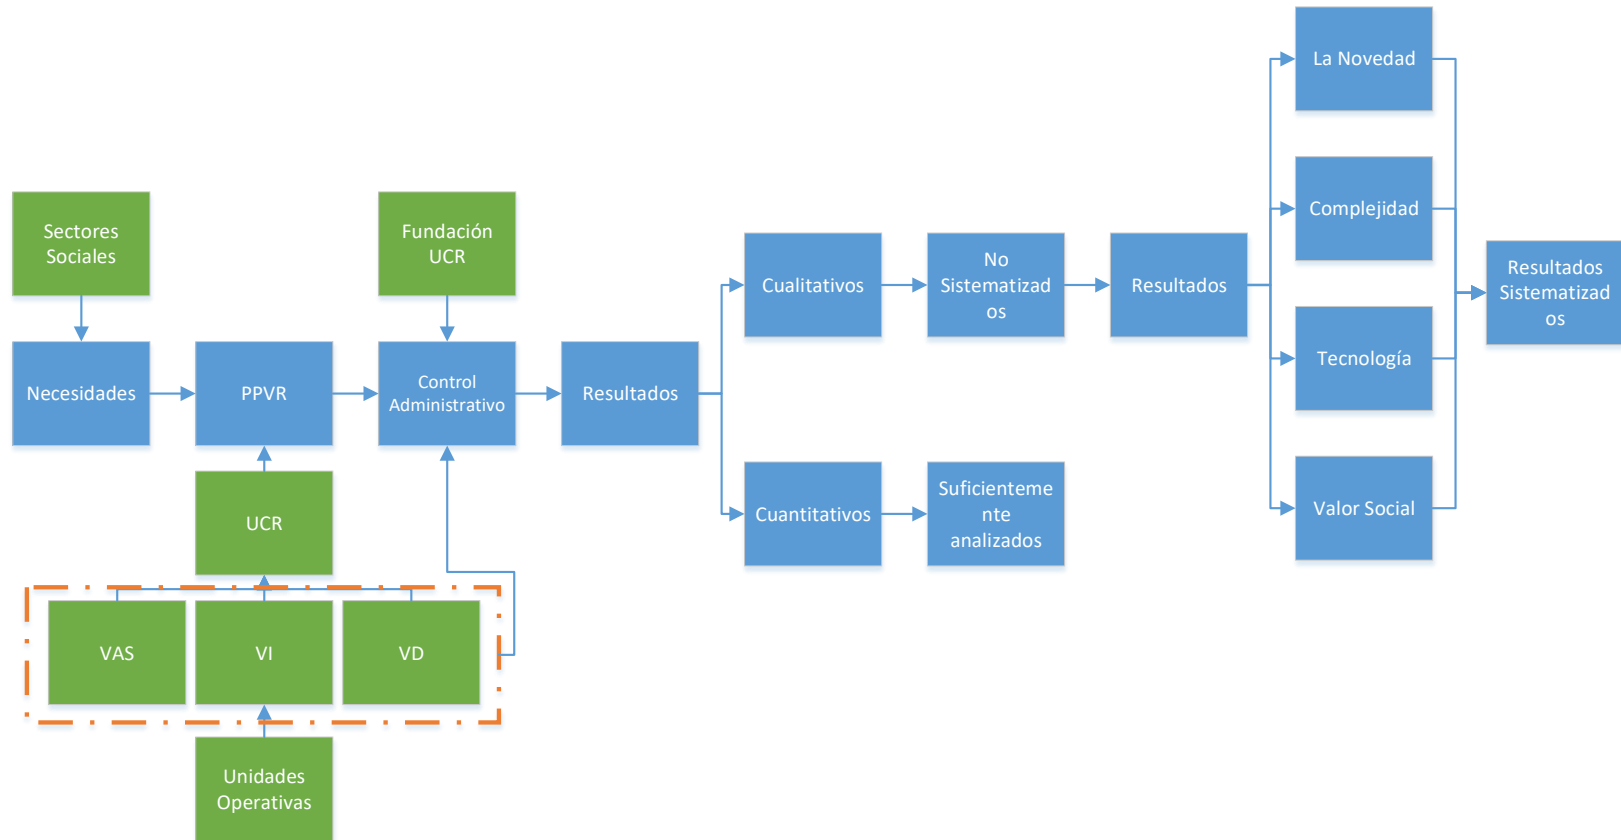 La Novedad
Complejidad
Sectores
Sociales
Fundación
UCR
Cualitativos
No
Sistematizad
os
Resultados
Resultados
Sistematizad
os
Necesidades
PPVR
Control
Administrativo
Resultados
Tecnología
UCR
Cuantitativos
Suficienteme
nte
analizados
Valor Social
VAS
VI
VD
Unidades
Operativas